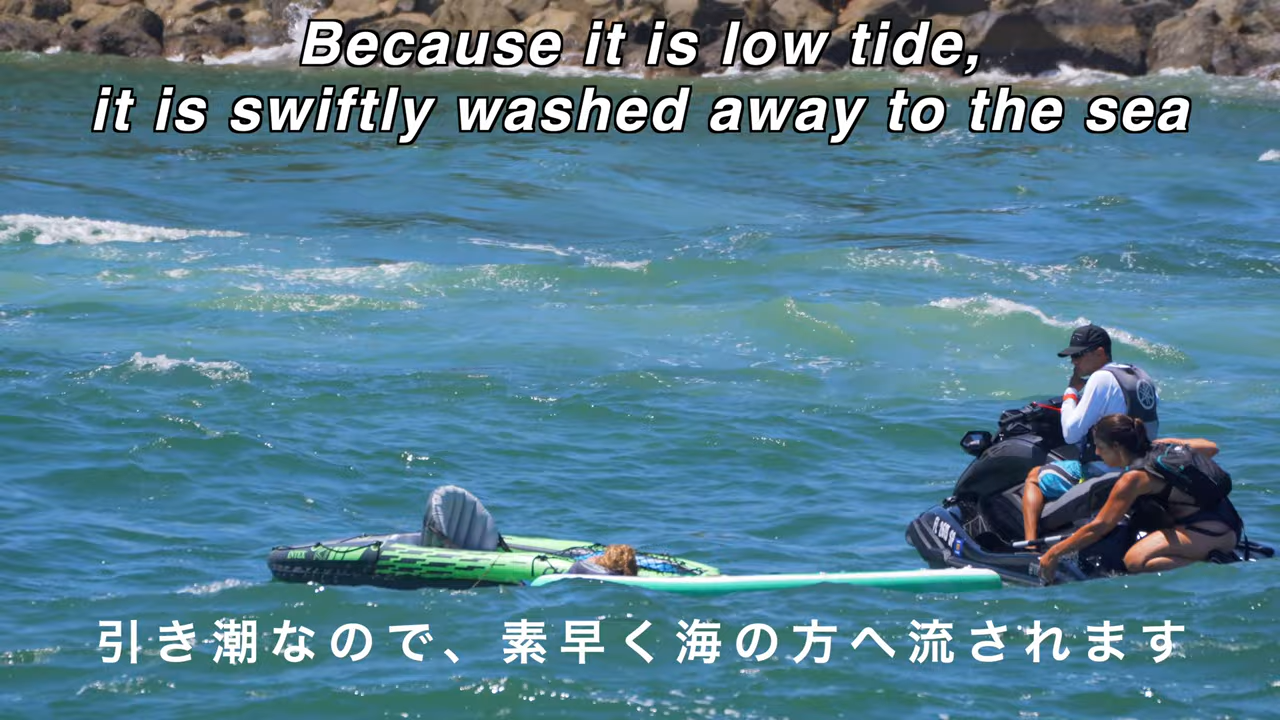 Because it is low tide,
it is swiftly washed away to the sea
INTEX
引き潮なので、素早く海の方へ流されます